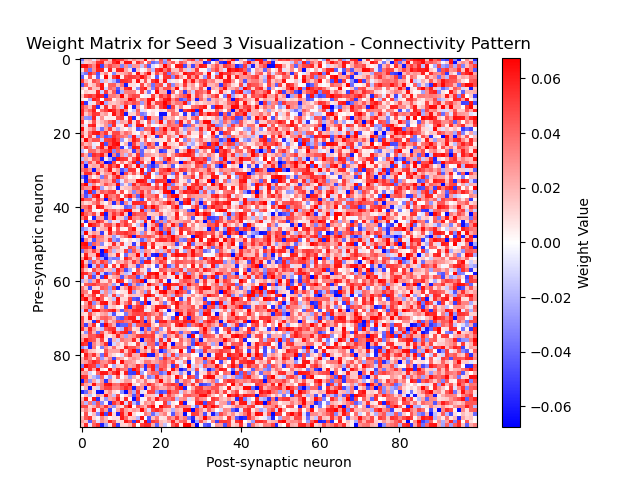 Weight Matrix for Seed 3 Visualization - Connectivity Pattern
0
20
40
60
80
Pre-synaptic neuron
0 20 40 60 80
Post-synaptic neuron
0.06
0.04
0.02
0.00
−0.02
−0.04
−0.06
Weight Value